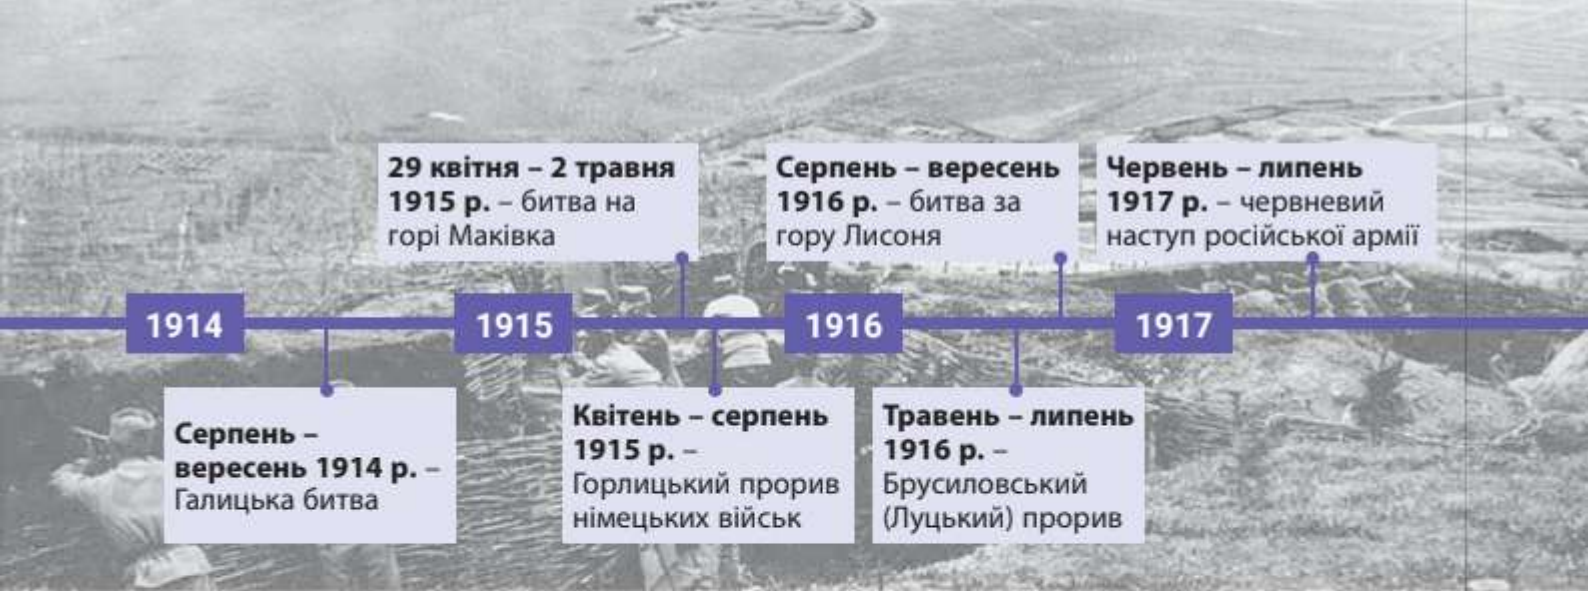 29 квітня – 2 травня
1915 р. – битва на
горі Маківка
Серпень – вересень
1916 р. – битва за
гору Лисоня
Червень – липень
1917 р. – червневий
наступ російської армії
1914
1915
1916
1917
Серпень –
вересень 1914 р. –
Галицька битва
Квітень – серпень
1915 р. –
Горлицький прорив
німецьких військ
Травень – липень
1916 р. –
Брусиловський
(Луцький) прорив